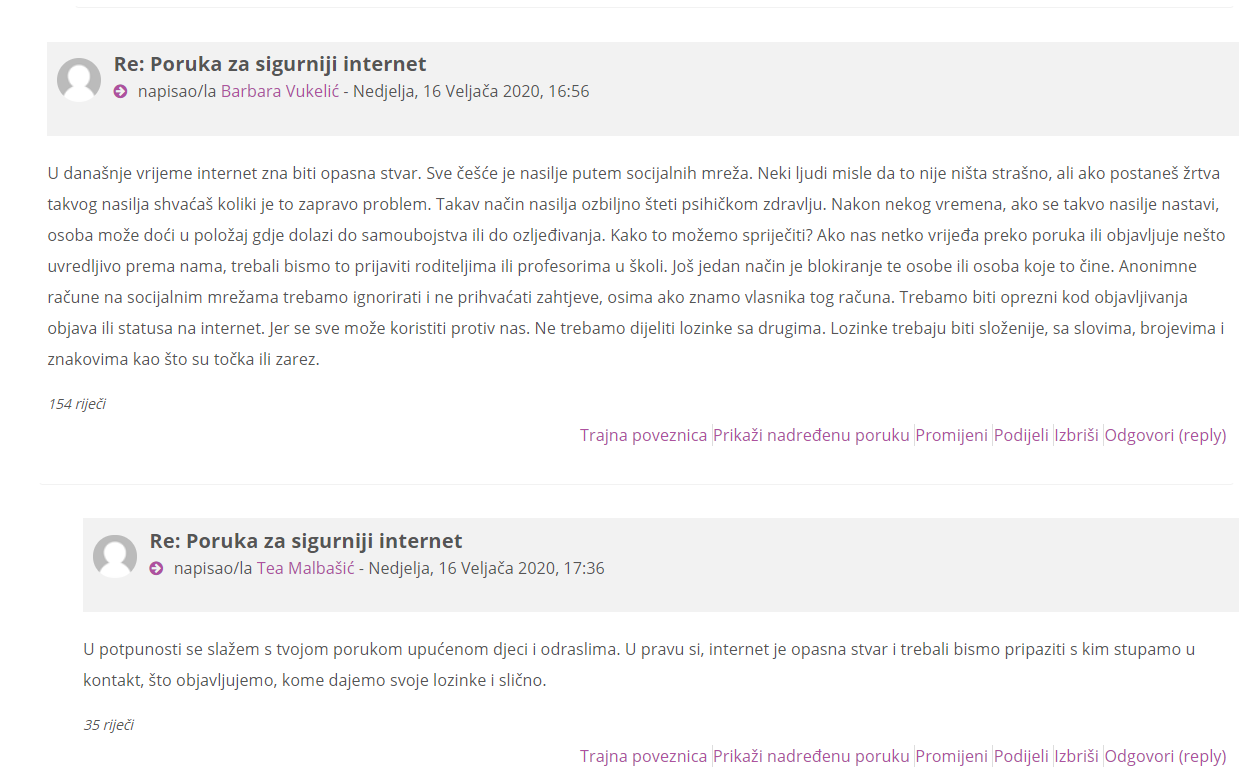 Re: Poruka za sigurniji internet
napisao/la Barbara Vukelić - Nedjelja, 16 Veljača 2020, 16:56
U današnje vrijeme internet zna biti opasna stvar. Sve češće je nasilje putem socijalnih mreža. Neki ljudi misle da to nije ništa strašno, ali ako postaneš žrtva
takvog nasilja shvaćaš koliki je to zapravo problem. Takav način nasilja ozbiljno šteti psihičkom zdravlju. Nakon nekog vremena, ako se takvo nasilje nastavi,
osoba može doći u položaj gdje dolazi do samoubojstva ili do ozljeđivanja. Kako to možemo spriječiti? Ako nas netko vrijeđa preko poruka ili objavljuje nešto
uvredljivo prema nama, trebali bismo to prijaviti roditeljima ili profesorima u školi. Još jedan način je blokiranje te osobe ili osoba koje to čine. Anonimne
račune na socijalnim mrežama trebamo ignorirati i ne prihvaćati zahtjeve, osima ako znamo vlasnika tog računa. Trebamo biti oprezni kod objavljivanja
objava ili statusa na internet. Jer se sve može koristiti protiv nas. Ne trebamo dijeliti lozinke sa drugima. Lozinke trebaju biti složenije, sa slovima, brojevima i
znakovima kao što su točka ili zarez.
154 riječi
Trajna poveznica Prikaži nadređenu poruku Promijeni Podijeli Izbriši Odgovori (reply)
Re: Poruka za sigurniji internet
napisao/la Tea Malbašić - Nedjelja, 16 Veljača 2020, 17:36
U potpunosti se slažem s tvojom porukom upućenom djeci i odraslima. U pravu si, internet je opasna stvar i trebali bismo pripaziti s kim stupamo u
kontakt, što objavljujemo, kome dajemo svoje lozinke i slično.
35 riječi
Trajna poveznica Prikaži nadređenu poruku Promijeni Podijeli Izbriši Odgovori (reply)